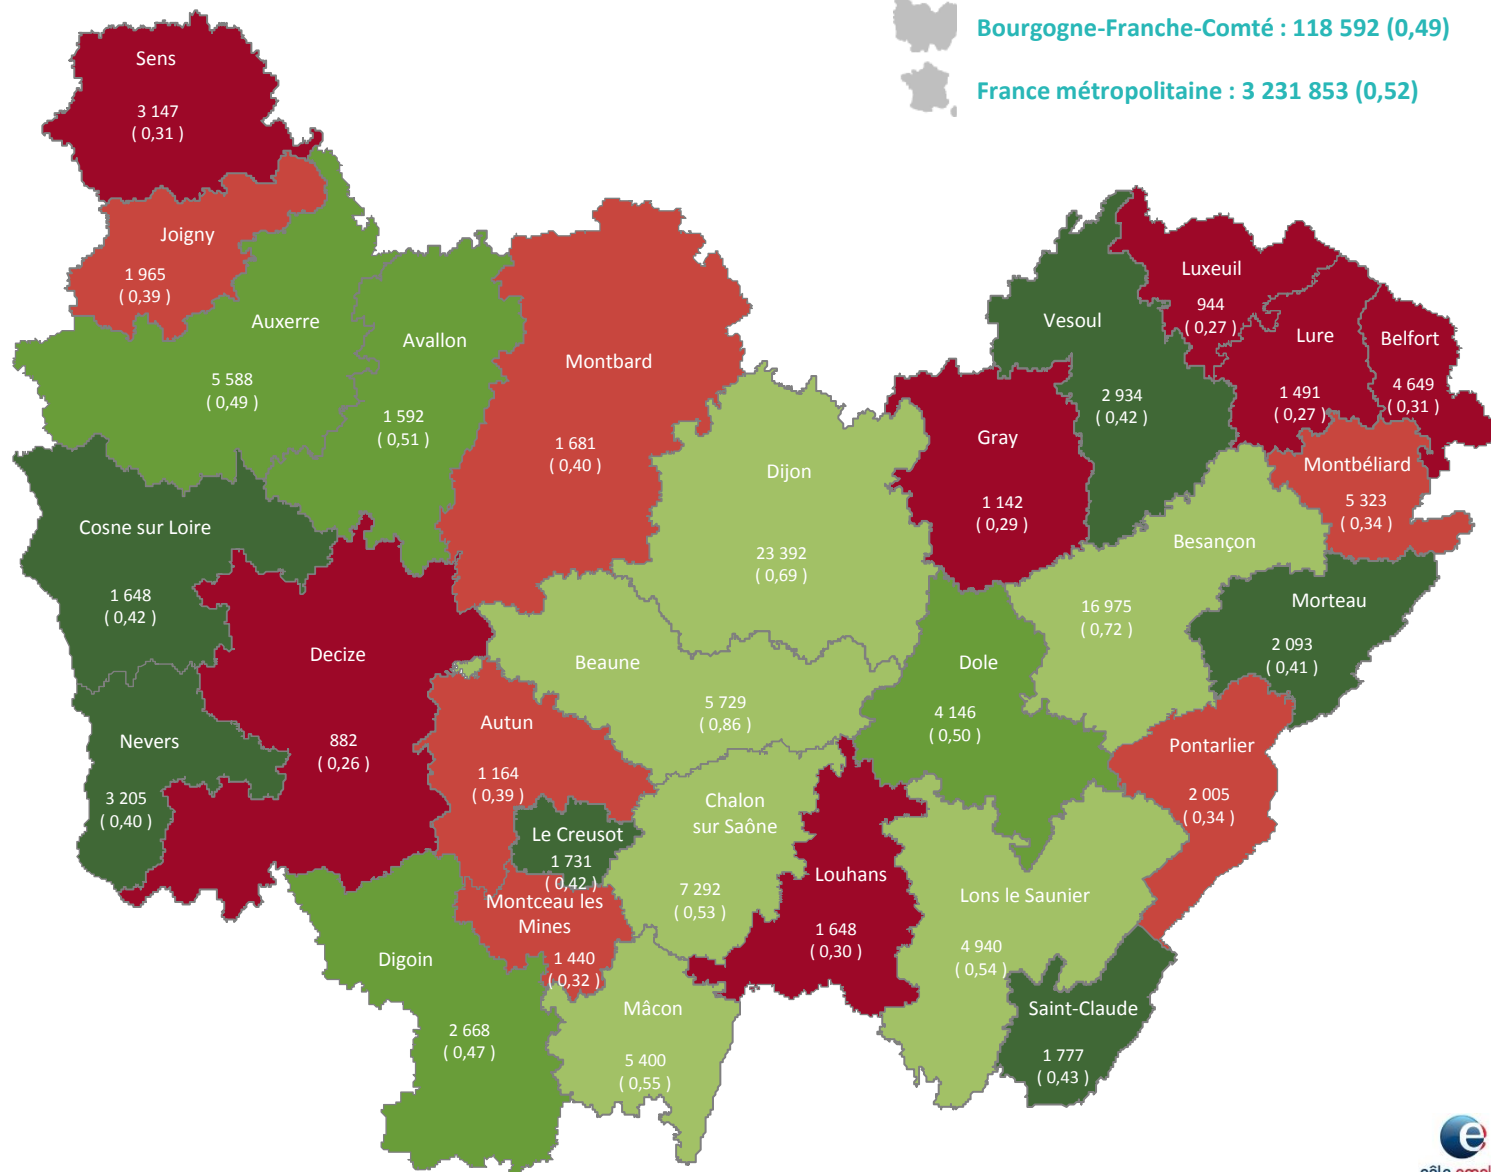 Bourgogne-Franche-Comté : 118 592 (0,49)
France métropolitaine : 3 231 853 (0,52)
Sens
3 147
( 0,31 )
Joigny
1 965
( 0,39 )
Auxerre
5 588
( 0,49 )
Avallon
1 592
( 0,51 )
Montbard
1 681
( 0,40 )
Dijon
23 392
( 0,69 )
Gray
1 142
( 0,29 )
Vesoul
2 934
( 0,42 )
Luxeuil
944
( 0,27 )
Lure
1 491
( 0,27 )
Belfort
4 649
( 0,31 )
Montbéliard
5 323
( 0,34 )
Besançon
16 975
( 0,72 )
Morteau
2 093
( 0,41 )
Cosne sur Loire
1 648
( 0,42 )
Decize
882
( 0,26 )
Nevers
3 205
( 0,40 )
Beaune
5 729
( 0,86 )
Dole
4 146
( 0,50 )
Pontarlier
2 005
( 0,34 )
Autun
1 164
( 0,39 )
Le Creusot
1 731
( 0,42 )
Chalon
sur Saône
7 292
( 0,53 )
Louhans
1 648
( 0,30 )
Lons le Saunier
4 940
( 0,54 )
Montceau les
Mines
1 440
( 0,32 )
Digoin
2 668
( 0,47 )
Mâcon
5 400
( 0,55 )
Saint-Claude
1 777
( 0,43 )